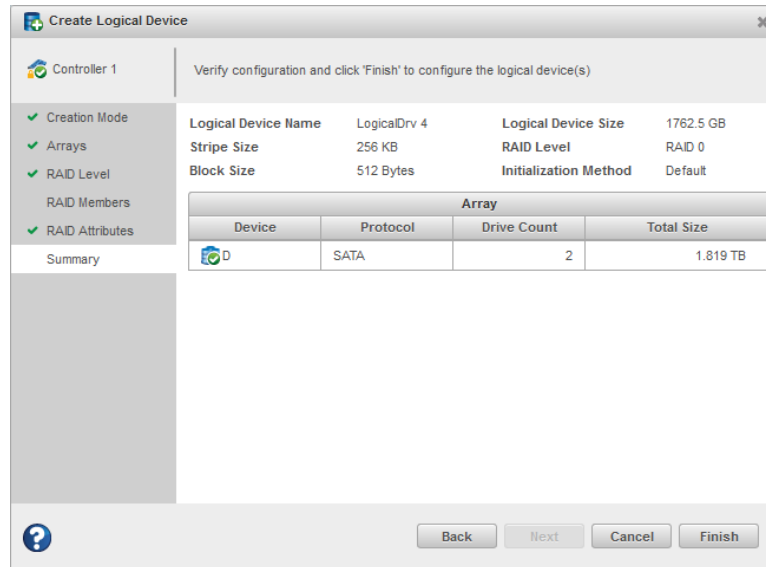 Create Logical Device
Controller 1
Verify configuration and click 'Finish' to configure the logical device(s)
Creation Mode
Arrays
RAID Level
RAID Members
RAID Attributes
Summary
Logical Device Name LogicalDrv 4 Logical Device Size 1762.5 GB
Stripe Size 256 KB RAID Level RAID 0
Block Size 512 Bytes Initialization Method Default
Array
Device Protocol Drive Count Total Size
D SATA 2 1.819 TB
? Back Next Cancel Finish